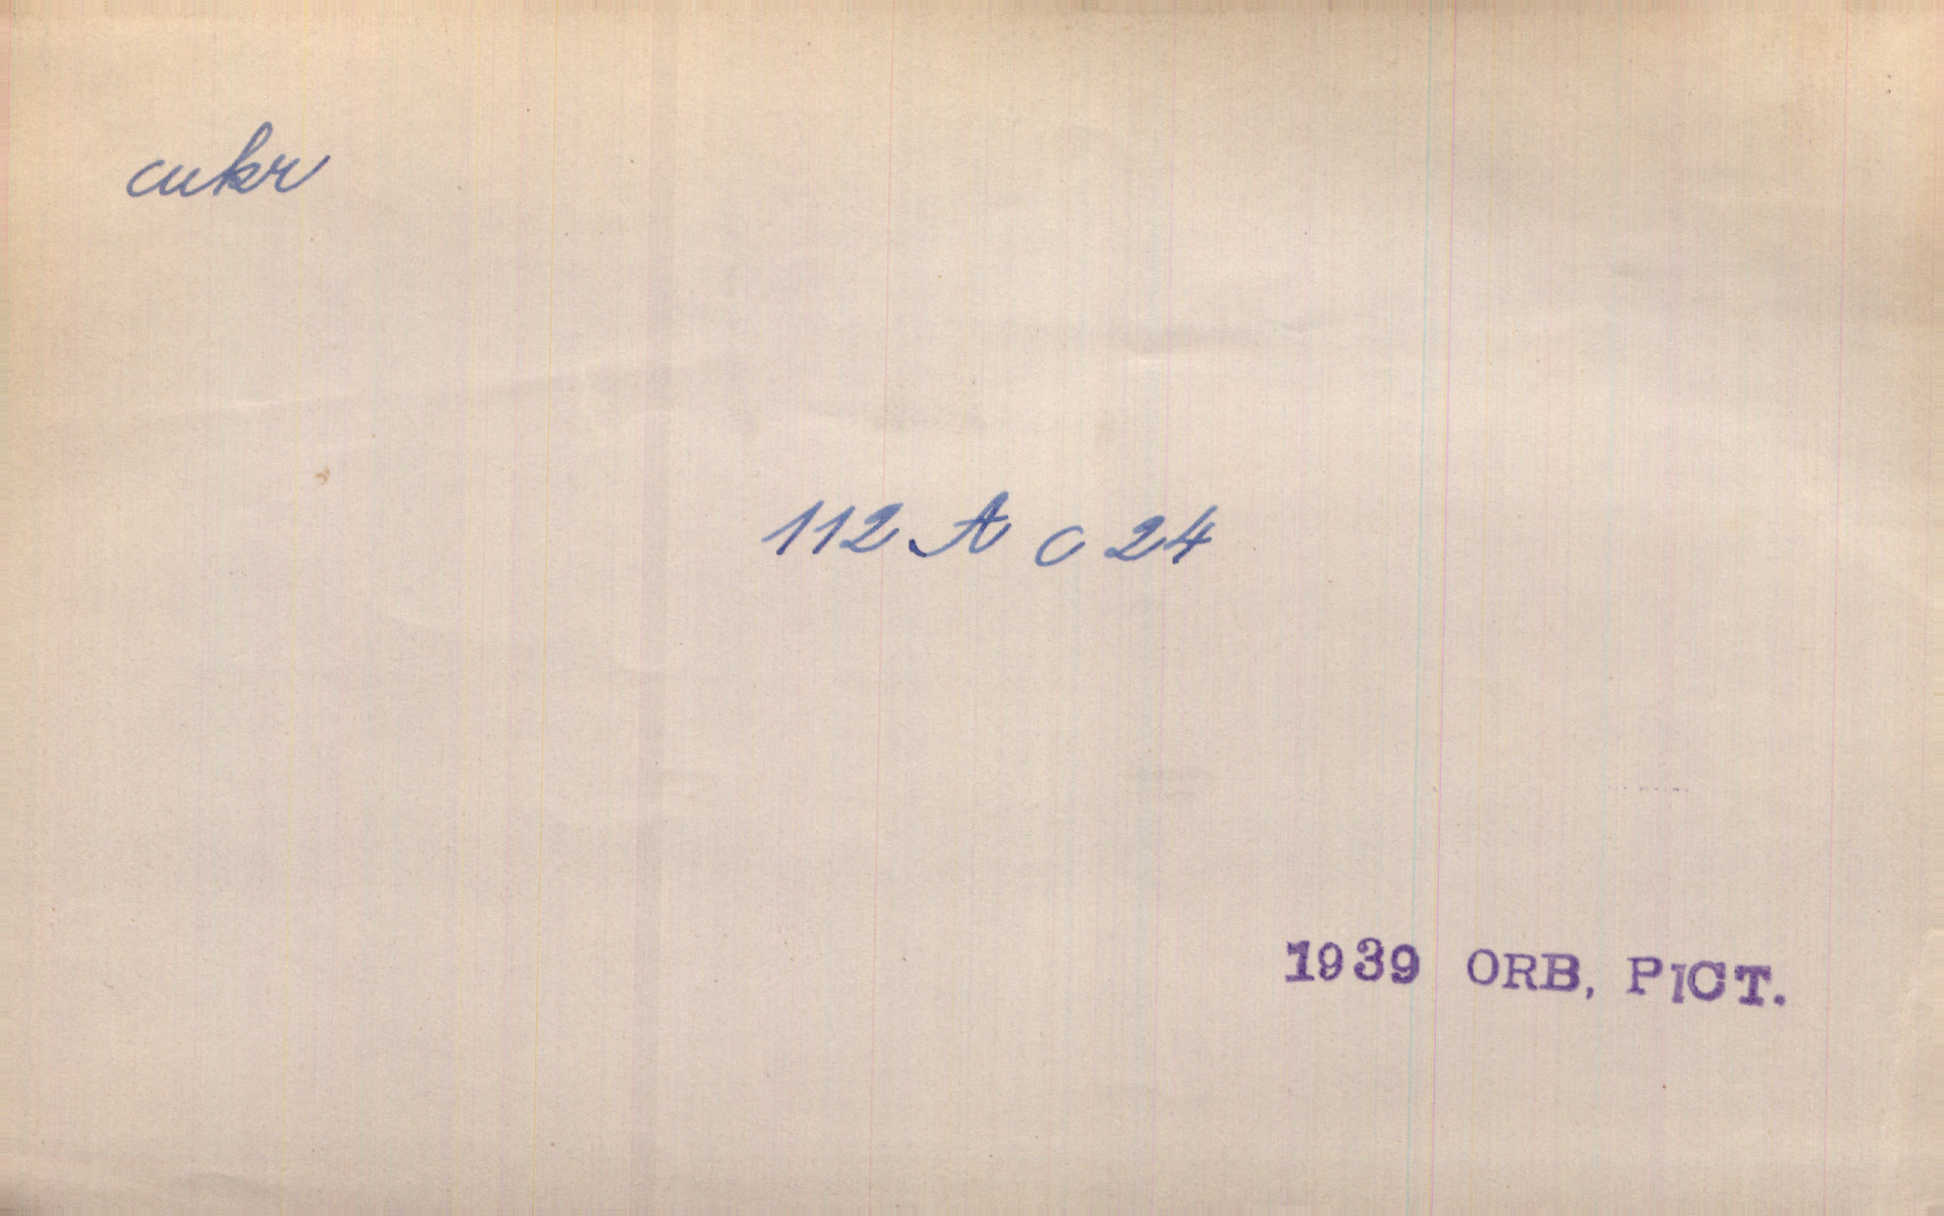 cukr
112 A c 24
1939 ORB, PICT.